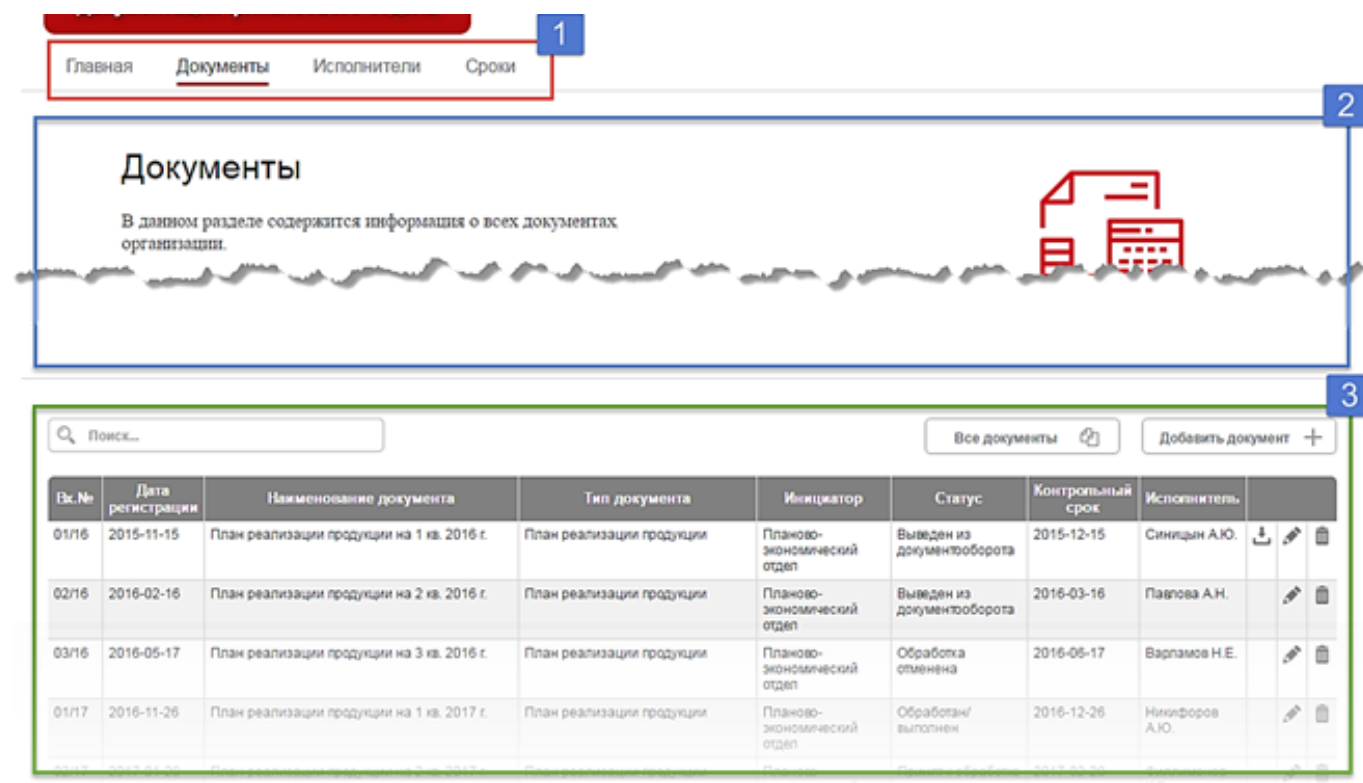 1
Главная Документы Исполнители Сроки
2
Документы
В данном разделе содержится информация о всех документах
организации.
3
Поиск... Все документы Добавить документ
Вх.№ Дата регистрации Наименование документа Тип документа Инициатор Статус Контрольный срок Исполнитель
01/16 2015-11-15 План реализации продукции на 1 кв. 2016 г. План реализации продукции Планово- Выведен из 2015-12-15 Синицын А.Ю.
экономический документооборота
отдел
02/16 2016-02-16 План реализации продукции на 2 кв. 2016 г. План реализации продукции Планово- Выведен из 2016-03-16 Павлова А.Н.
экономический документооборота
отдел
03/16 2016-05-17 План реализации продукции на 3 кв. 2016 г. План реализации продукции Планово- Обработка 2016-06-17 Варламов Н.Е.
экономический отменена
отдел
01/17 2016-11-26 План реализации продукции на 1 кв. 2017 г. План реализации продукции Планово- Обработан/ 2016-12-26 Никифоров
экономический выполнен А.Ю.
отдел